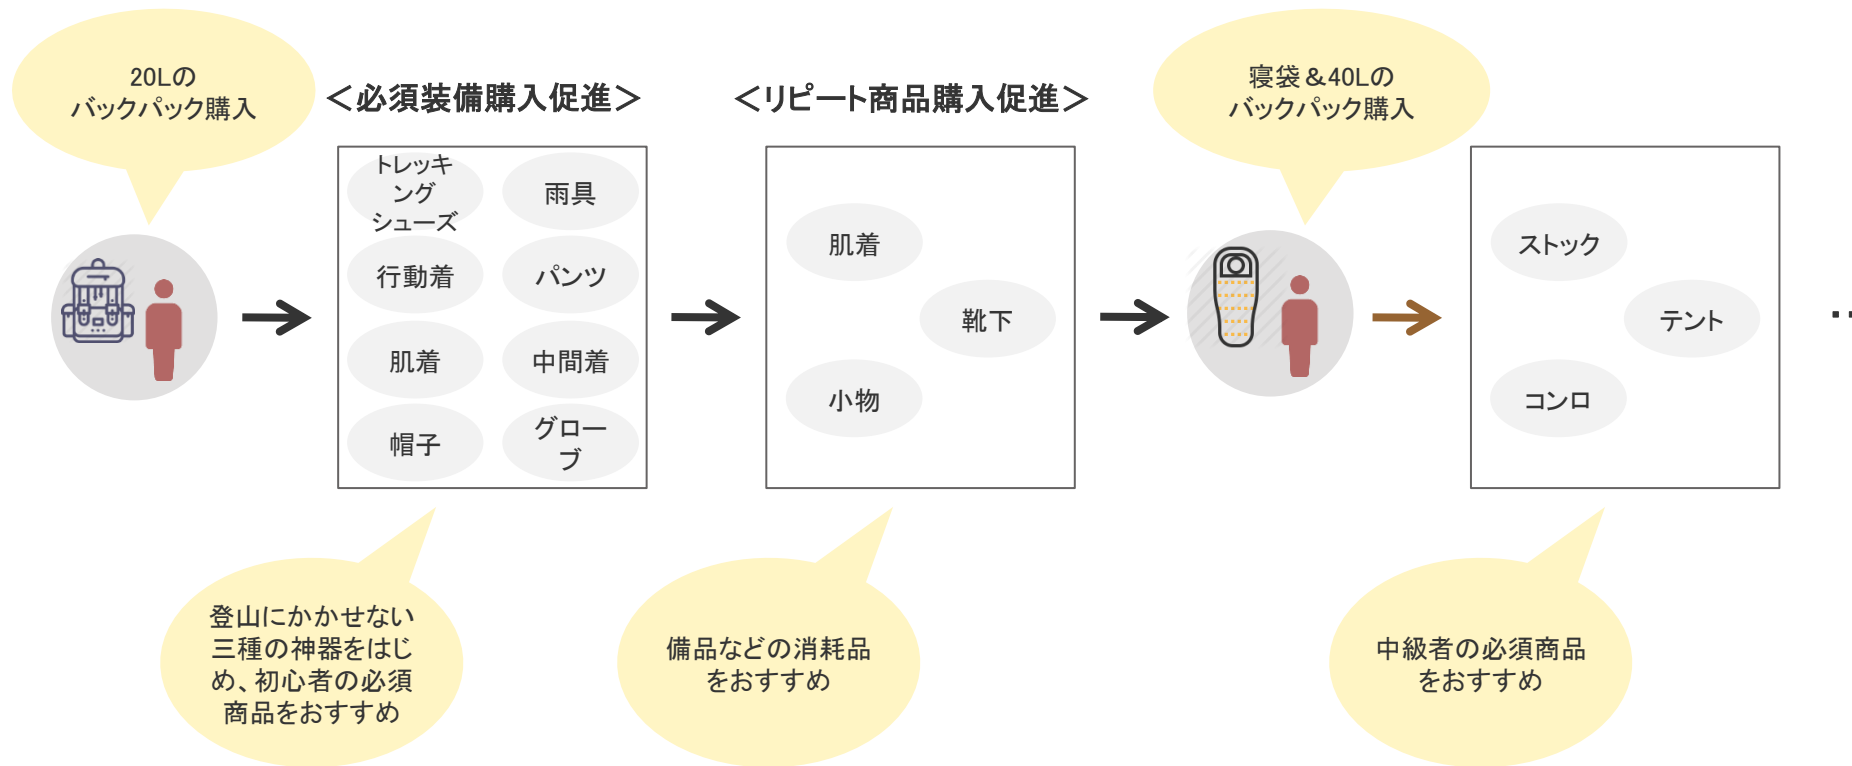 20Lの
バックパック購入
＜必須装備購入促進＞
トレッキ
ング
シューズ
雨具
行動着
パンツ
肌着
中間着
帽子
グロー
ブ
登山にかかせない
三種の神器をはじ
め、初心者の必須
商品をおすすめ
＜リピート商品購入促進＞
肌着
靴下
小物
備品などの消耗品
をおすすめ
寝袋＆40Lの
バックパック購入
ストック
テント
コンロ
中級者の必須商品
をおすすめ